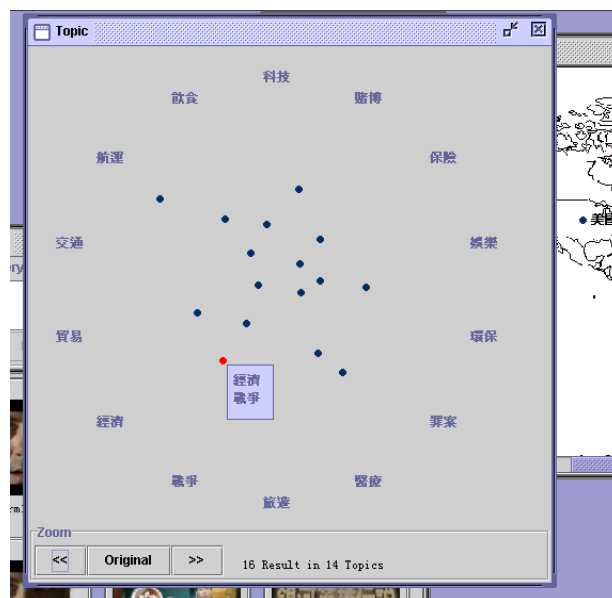 Topic
科技
飲食
賭博
航運
保險
交通
娛樂
貿易
環保
經濟
戰爭
經濟
罪案
戰爭
醫療
旅遊
Zoom
<<
Original
>>
16 Result in 14 Topics